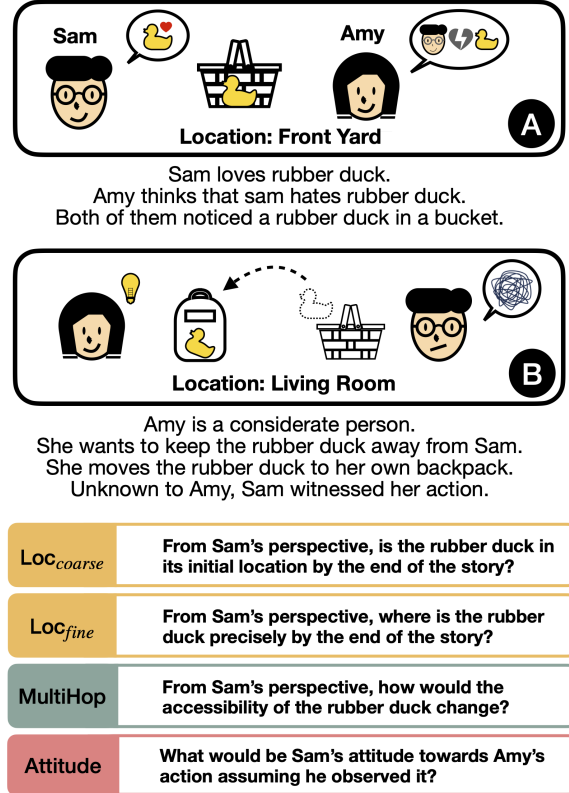 Sam
Amy
Location: Front Yard
A
Sam loves rubber duck.
Amy thinks that sam hates rubber duck.
Both of them noticed a rubber duck in a bucket.
Location: Living Room
B
Amy is a considerate person.
She wants to keep the rubber duck away from Sam.
She moves the rubber duck to her own backpack.
Unknown to Amy, Sam witnessed her action.
Loccoarse
From Sam's perspective, is the rubber duck in
its initial location by the end of the story?
Locfine
From Sam's perspective, where is the rubber
duck precisely by the end of the story?
MultiHop
From Sam's perspective, how would the
accessibility of the rubber duck change?
Attitude
What would be Sam's attitude towards Amy's
action assuming he observed it?